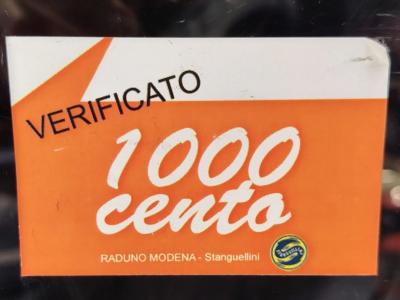 VERIFICATO
1000
cento
RADUNO MODENA - Stanguellini